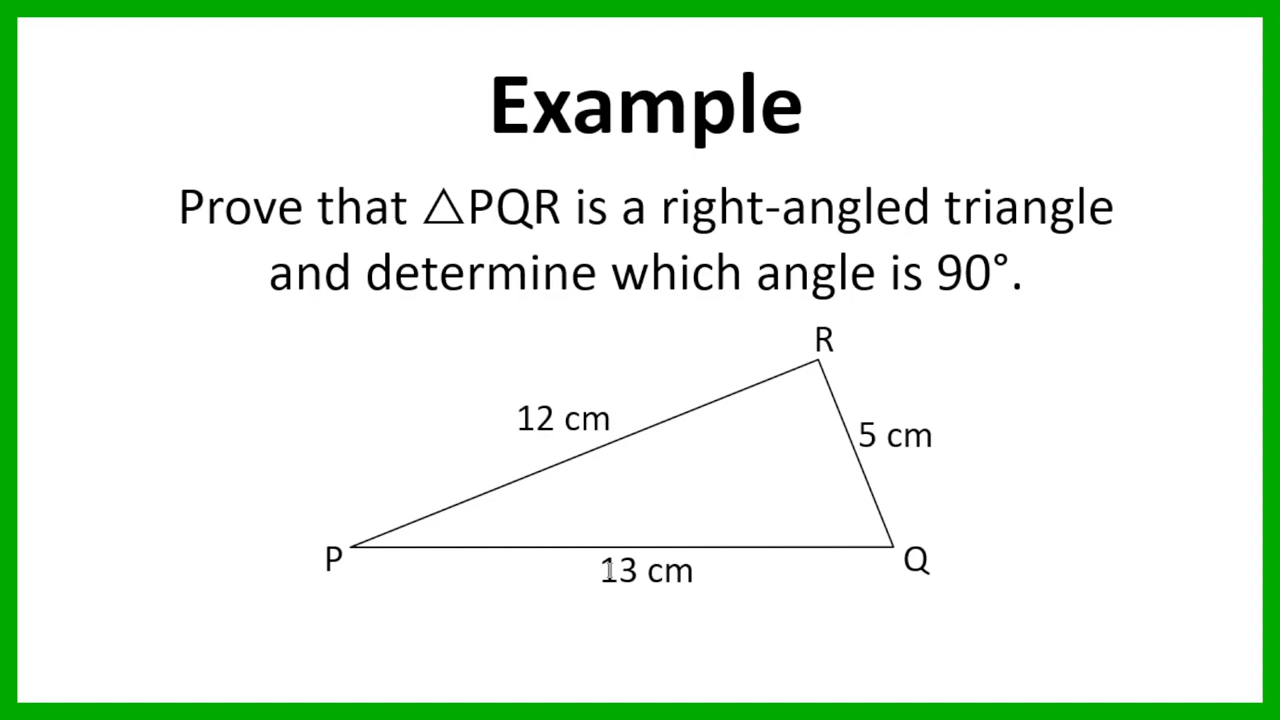 Example
Prove that △PQR is a right-angled triangle
and determine which angle is 90°.
R
12 cm
5 cm
P
Q
13 cm